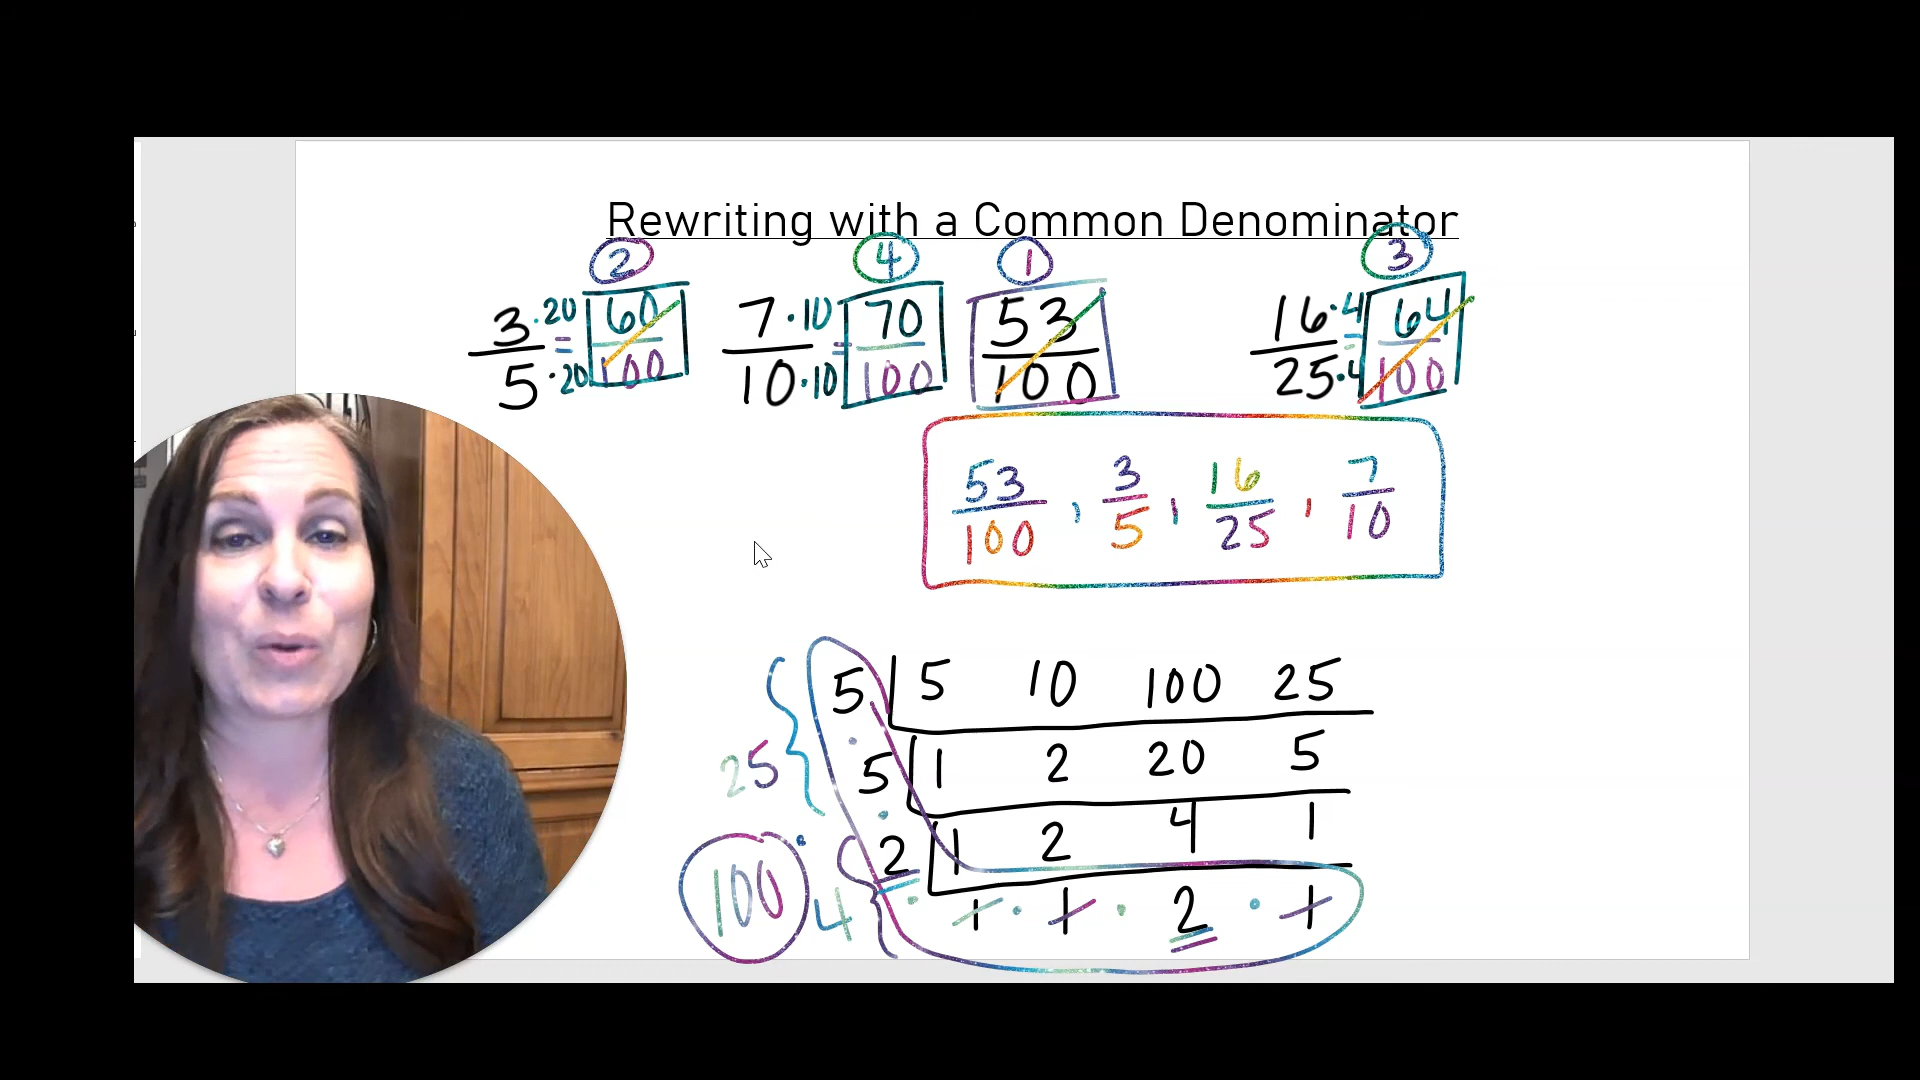 Rewriting with a Common Denominator
2 4 1 3
3 · 20 = 60 7 · 10 = 70 53 16 · 4 = 64
5 · 20 100 10 · 10 100 100 25 · 4 100
53 , 3 , 16 , 7
100 5 25 10
5 5 10 100 25
25 5 1 2 20 5
2 1 2 4 1
100 · 4 · 1 · 1 · 2 · 1